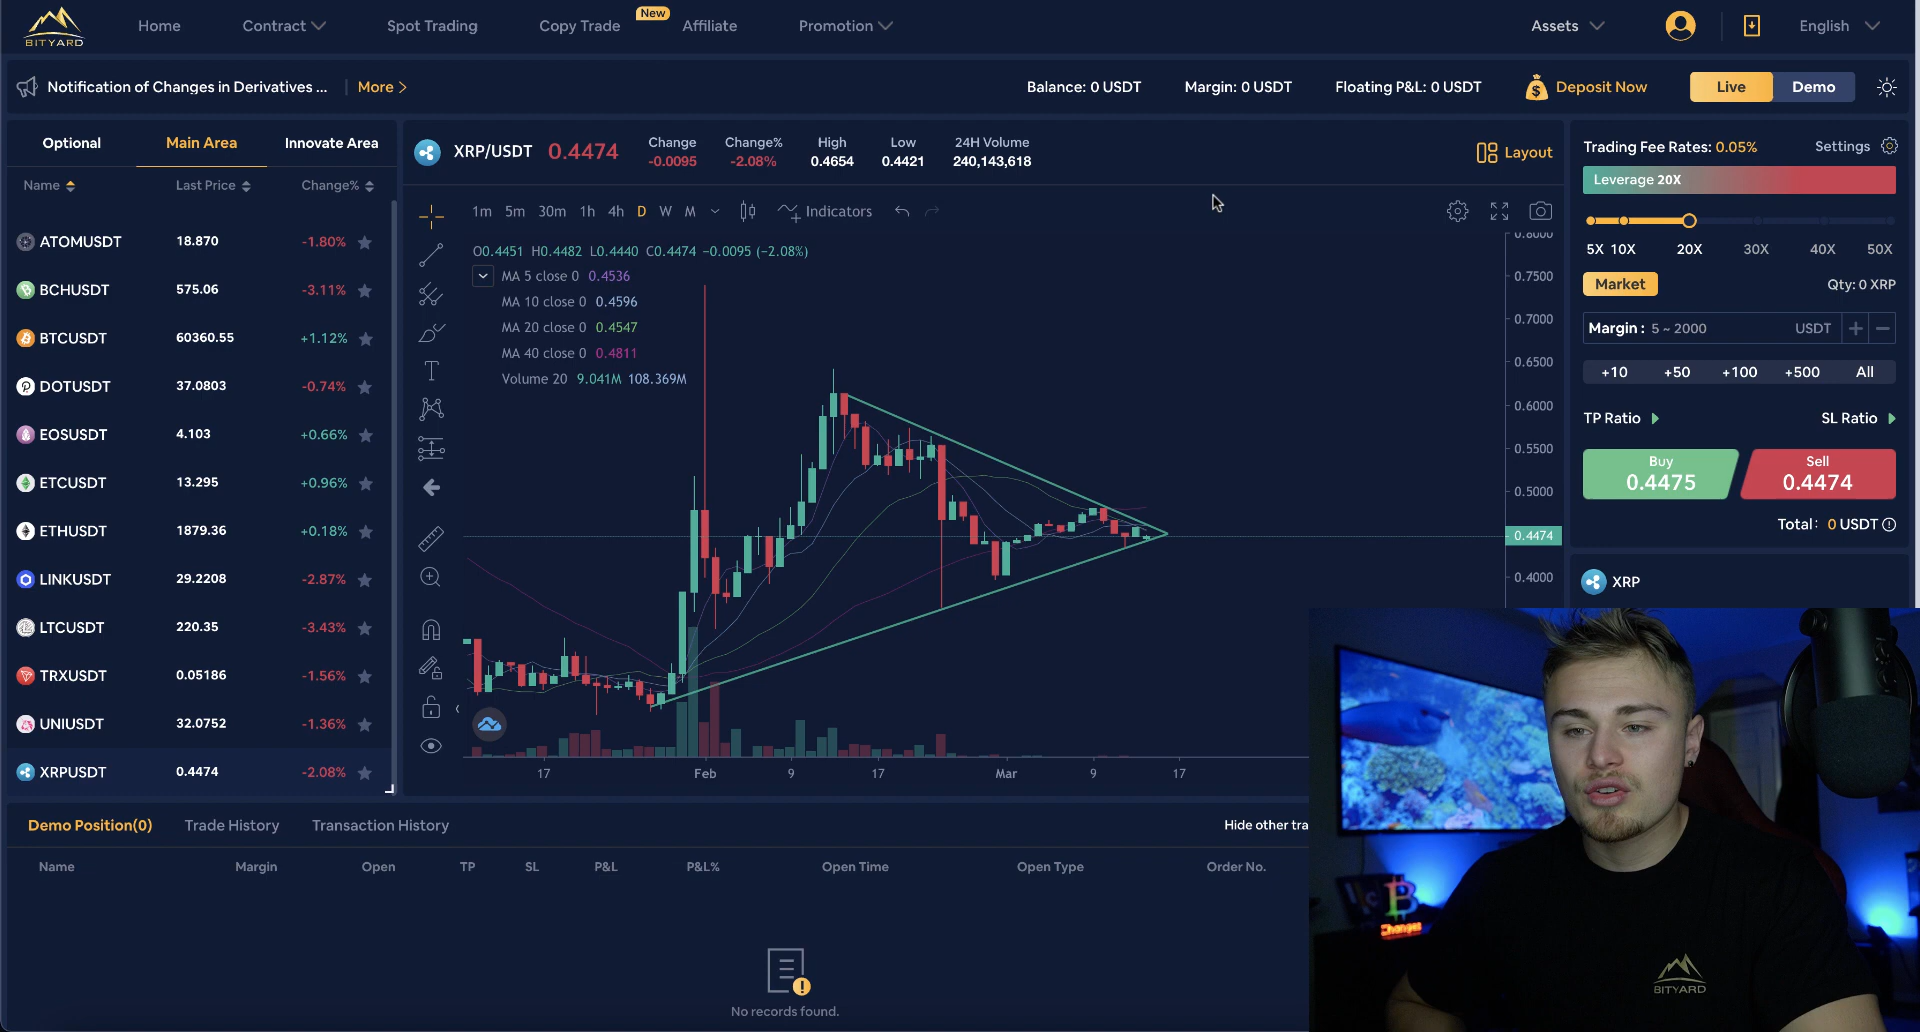 BITYARD
Home
Contract
Spot Trading
Copy Trade
New
Affiliate
Promotion
Assets
English
Notification of Changes in Derivatives ...
More >
Balance: 0 USDT
Margin: 0 USDT
Floating P&L: 0 USDT
Deposit Now
Live
Demo
Optional
Main Area
Innovate Area
Name
Last Price
Change%
ATOMUSDT 18.870 -1.80%
BCHUSDT 575.06 -3.11%
BTCUSDT 60360.55 +1.12%
DOTUSDT 37.0803 -0.74%
EOSUSDT 4.103 +0.66%
ETCUSDT 13.295 +0.96%
ETHUSDT 1879.36 +0.18%
LINKUSDT 29.2208 -2.87%
LTCUSDT 220.35 -3.43%
TRXUSDT 0.05186 -1.56%
UNIUSDT 32.0752 -1.36%
XRPUSDT 0.4474 -2.08%
XRP/USDT 0.4474
Change
-0.0095
Change%
-2.08%
High
0.4654
Low
0.4421
24H Volume
240,143,618
Layout
1m 5m 30m 1h 4h D W M
Indicators
O0.4451 H0.4482 L0.4440 C0.4474 −0.0095 (−2.08%)
MA 5 close 0 0.4536
MA 10 close 0 0.4596
MA 20 close 0 0.4547
MA 40 close 0 0.4811
Volume 20 9.041M 108.369M
0.8000
0.7500
0.7000
0.6500
0.6000
0.5500
0.5000
0.4474
0.4000
17 Feb 9 17 Mar 9 17
Trading Fee Rates: 0.05%
Settings
Leverage 20X
5X 10X 20X 30X 40X 50X
Market
Qty: 0 XRP
Margin : 5 ~ 2000 USDT + −
+10 +50 +100 +500 All
TP Ratio
SL Ratio
Buy
0.4475
Sell
0.4474
Total : 0 USDT
XRP
Demo Position(0)
Trade History
Transaction History
Hide other tra
Name Margin Open TP SL P&L P&L% Open Time Open Type Order No.
No records found.
Changes
BITYARD